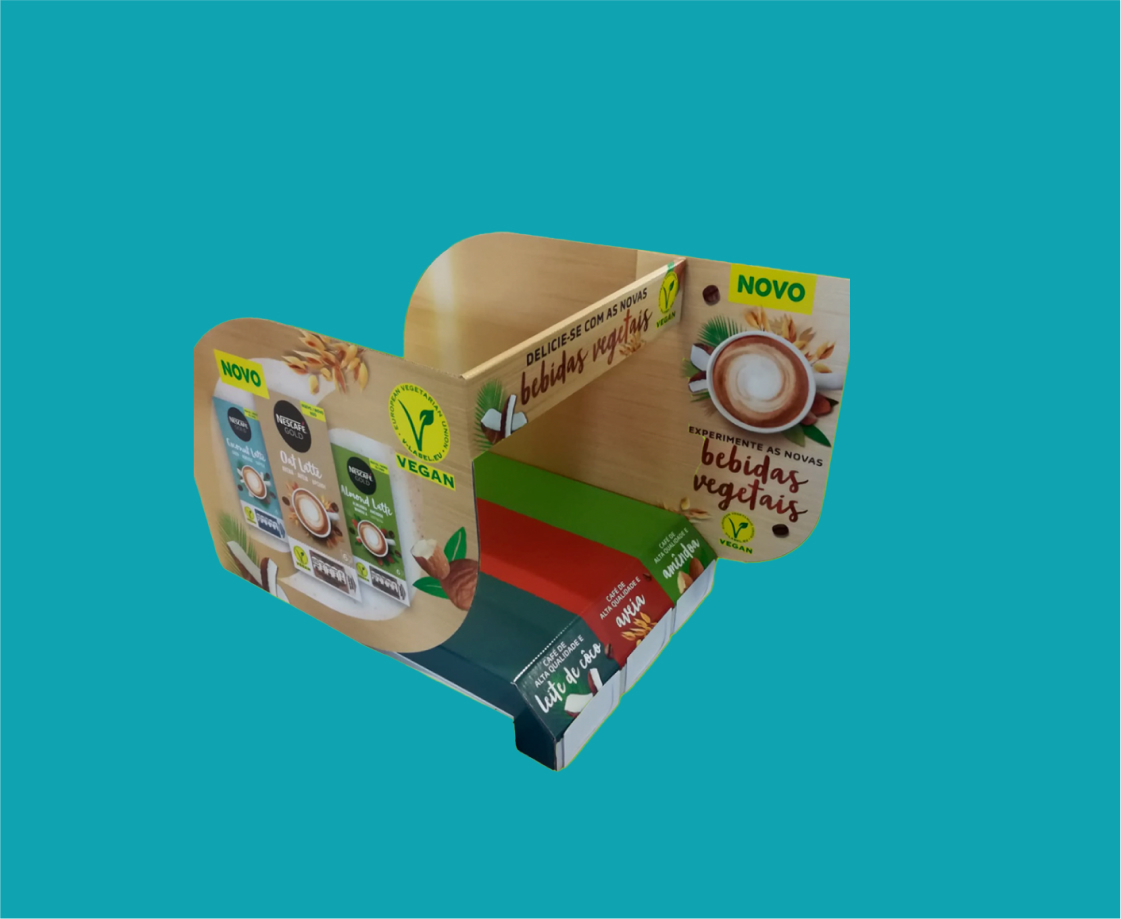 NOVO
NESCAFÉ
GOLD
Coconut Latte
NESCAFÉ
GOLD
Oat Latte
NESCAFÉ
GOLD
Almond Latte
EUROPEAN VEGETARIAN UNION
V-LABEL.EU
VEGAN
DELICIE-SE COM AS NOVAS
bebidas vegetais
VEGAN
NOVO
EXPERIMENTE AS NOVAS
bebidas
vegetais
VEGAN
CAFÉ DE
ALTA QUALIDADE E
amêndoa
CAFÉ DE
ALTA QUALIDADE E
aveia
CAFÉ DE
ALTA QUALIDADE E
leite de côco